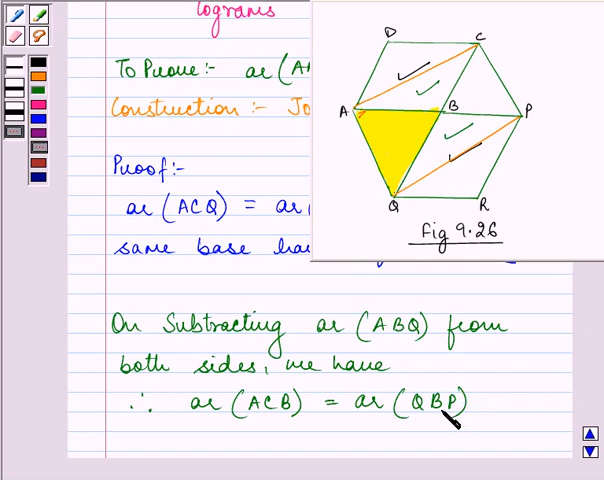 lograms
To Prove:- ar (A
Construction :- Jo
Proof:-
ar (ACQ) = ar
same base ha
On Subtracting ar (ABQ) from
both sides, we have
∴ ar (ACB) = ar (QBP)
D C
A B P
Q R
Fig 9.26